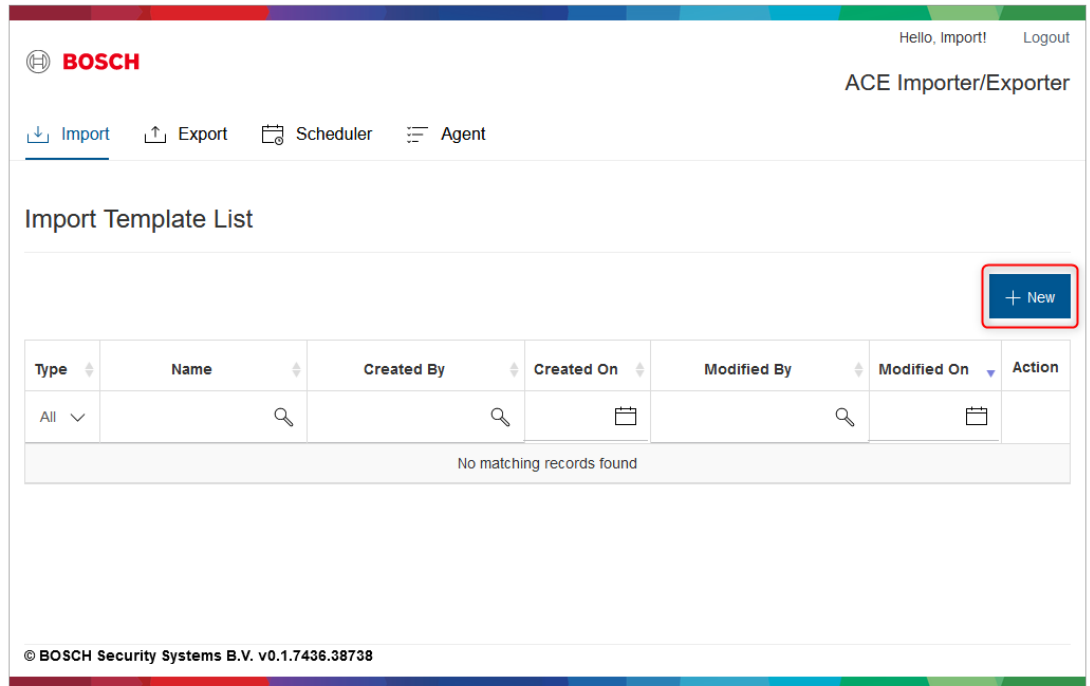 Hello, Import! Logout
BOSCH
ACE Importer/Exporter
Import Export Scheduler Agent
Import Template List
+ New
Type Name Created By Created On Modified By Modified On Action
All
No matching records found
© BOSCH Security Systems B.V. v0.1.7436.38738